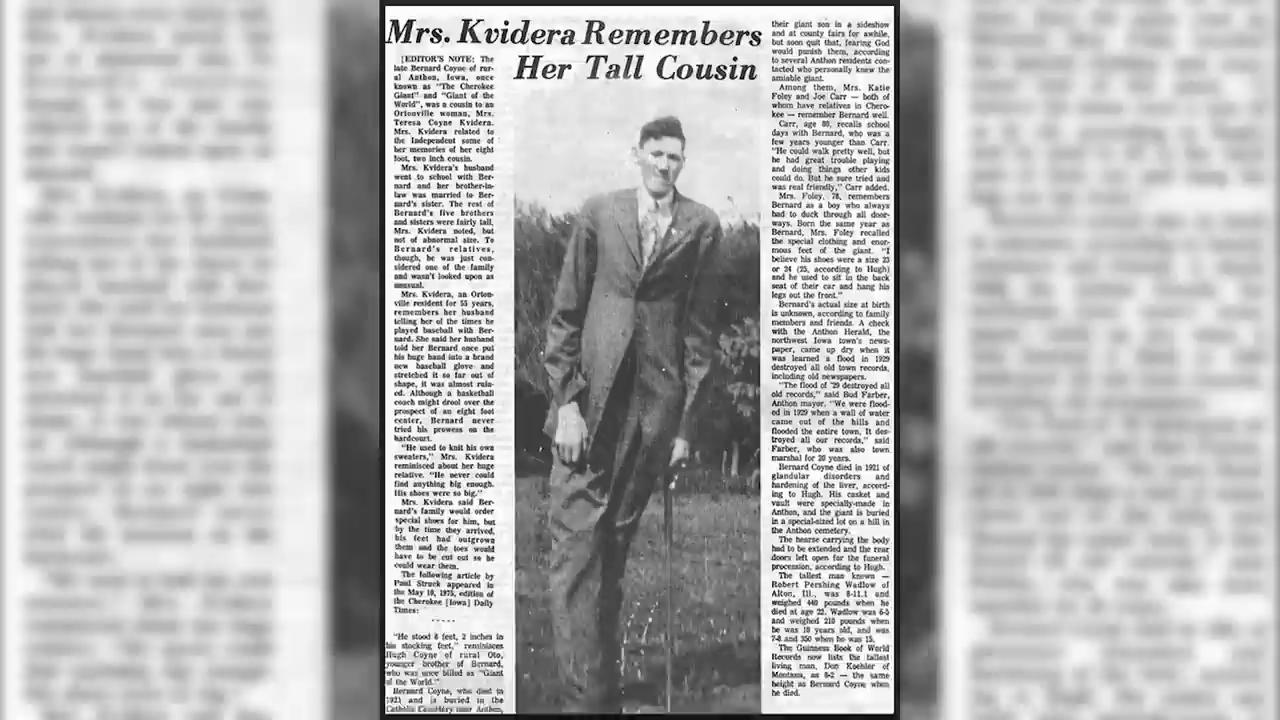 Mrs. Kvidera Remembers
Her Tall Cousin
[EDITOR'S NOTE: The
late Bernard Coyne of rur-
al Anthon, Iowa, once
known as "The Cherokee
Giant" and "Giant of the
World", was a cousin to an
Ortonville woman, Mrs.
Teresa Coyne Kvidera.
Mrs. Kvidera related to
the Independent some of
her memories of her eight
foot, two inch cousin.
Mrs. Kvidera's husband
went to school with Ber-
nard and her brother-in-
law was married to Ber-
nard's sister. The rest of
Bernard's five brothers
and sisters were fairly tall,
Mrs. Kvidera noted, but
not of abnormal size. To
Bernard's relatives,
though, he was just con-
sidered one of the family
and wasn't looked upon as
unusual.
Mrs. Kvidera, an Orton-
ville resident for 55 years,
remembers her husband
telling her of the times he
played baseball with Ber-
nard. She said her husband
told her Bernard once put
his huge hand into a brand
new baseball glove and
stretched it so far out of
shape, it was almost ruin-
ed. Although a basketball
coach might drool over the
prospect of an eight foot
center, Bernard never
tried his prowess on the
hardcourt.
"He used to knit his own
sweaters," Mrs. Kvidera
reminisced about her huge
relative. "He never could
find anything big enough.
His shoes were so big."
Mrs. Kvidera said Ber-
nard's family would order
special shoes for him, but
by the time they arrived,
his feet had outgrown
them and the toes would
have to be cut out so he
could wear them.
The following article by
Paul Struck appeared in
the May 10, 1975, edition of
the Cherokee [Iowa] Daily
Times:
- - - - -
"He stood 8 feet, 2 inches in
his stocking feet," reminisces
Hugh Coyne of rural Oto,
younger brother of Bernard,
who was once billed as "Giant
of the World."
Bernard Coyne, who died in
1921 and is buried in the
Catholic Cemetery near Anthon,
their giant son in a sideshow
and at county fairs for awhile,
but soon quit that, fearing God
would punish them, according
to several Anthon residents con-
tacted who personally knew the
amiable giant.
Among them, Mrs. Katie
Foley and Joe Carr — both of
whom have relatives in Chero-
kee — remember Bernard well.
Carr, age 80, recalls school
days with Bernard, who was a
few years younger than Carr.
"He could walk pretty well, but
he had great trouble playing
and doing things other kids
could do. But he sure tried and
was real friendly," Carr added.
Mrs. Foley, 78, remembers
Bernard as a boy who always
had to duck through all door-
ways. Born the same year as
Bernard, Mrs. Foley recalled
the special clothing and enor-
mous feet of the giant. "I
believe his shoes were a size 23
or 24 (25, according to Hugh)
and he used to sit in the back
seat of their car and hang his
legs out the front."
Bernard's actual size at birth
is unknown, according to family
members and friends. A check
with the Anthon Herald, the
northwest Iowa town's news-
paper, came up dry when it
was learned a flood in 1929
destroyed all old town records,
including old newspapers.
"The flood of '29 destroyed all
old records," said Bud Farber,
Anthon mayor. "We were flood-
ed in 1929 when a wall of water
came out of the hills and
flooded the entire town. It des-
troyed all our records," said
Farber, who was also town
marshal for 20 years.
Bernard Coyne died in 1921 of
glandular disorders and
hardening of the liver, accord-
ing to Hugh. His casket and
vault were specially-made in
Anthon, and the giant is buried
in a special-sized lot on a hill in
the Anthon cemetery.
The hearse carrying the body
had to be extended and the rear
doors left open for the funeral
procession, according to Hugh.
The tallest man known —
Robert Pershing Wadlow of
Alton, Ill., was 8-11.1 and
weighed 440 pounds when he
died at age 22. Wadlow was 6-5
and weighed 210 pounds when
he was 10 years old, and was
7-8 and 350 when he was 15.
The Guinness Book of World
Records now lists the tallest
living man, Don Koehler of
Montana, as 8-2 — the same
height as Bernard Coyne when
he died.